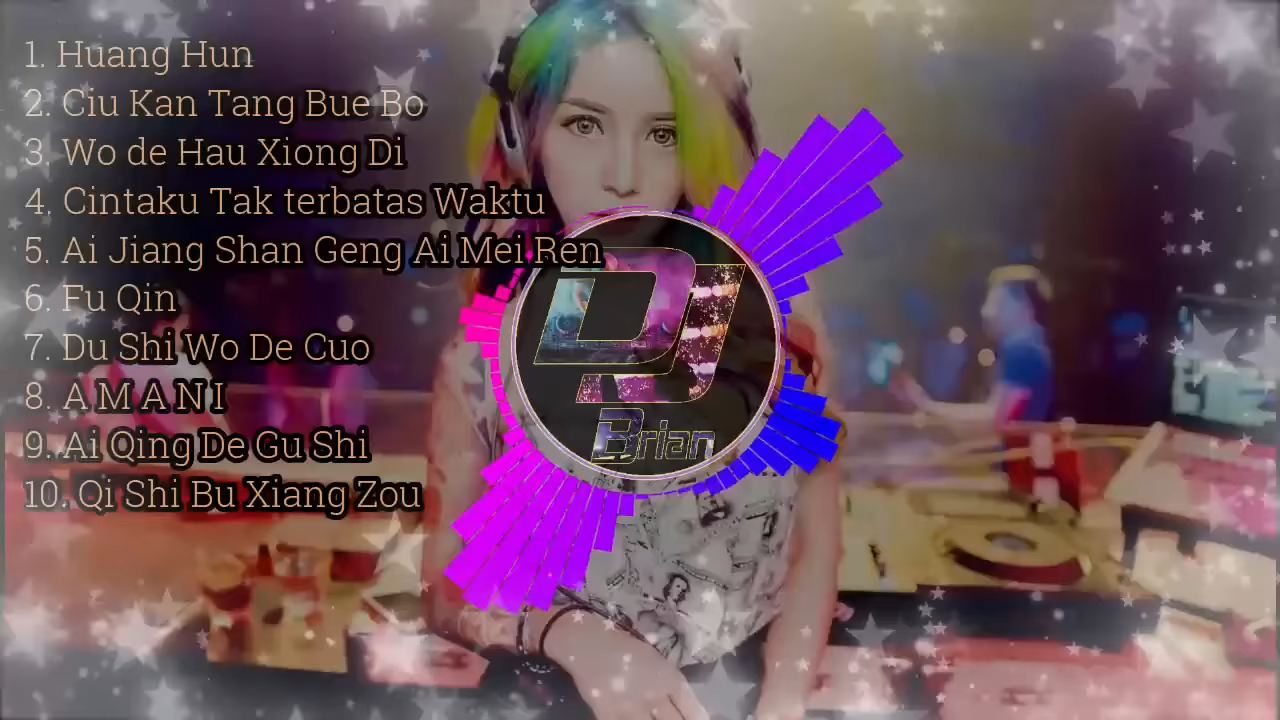 1. Huang Hun
2. Ciu Kan Tang Bue Bo
3. Wo de Hau Xiong Di
4. Cintaku Tak terbatas Waktu
5. Ai Jiang Shan Geng Ai Mei Ren
6. Fu Qin
7. Du Shi Wo De Cuo
8. A M A N I
9. Ai Qing De Gu Shi
10. Qi Shi Bu Xiang Zou
DJ
Brian